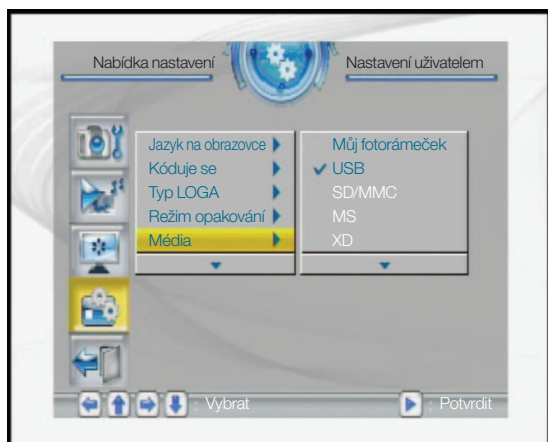 Nabídka nastavení
Nastavení uživatelem
Jazyk na obrazovce
Kóduje se
Typ LOGA
Režim opakování
Média
Můj fotorámeček
USB
SD/MMC
MS
XD
: Vybrat
: Potvrdit